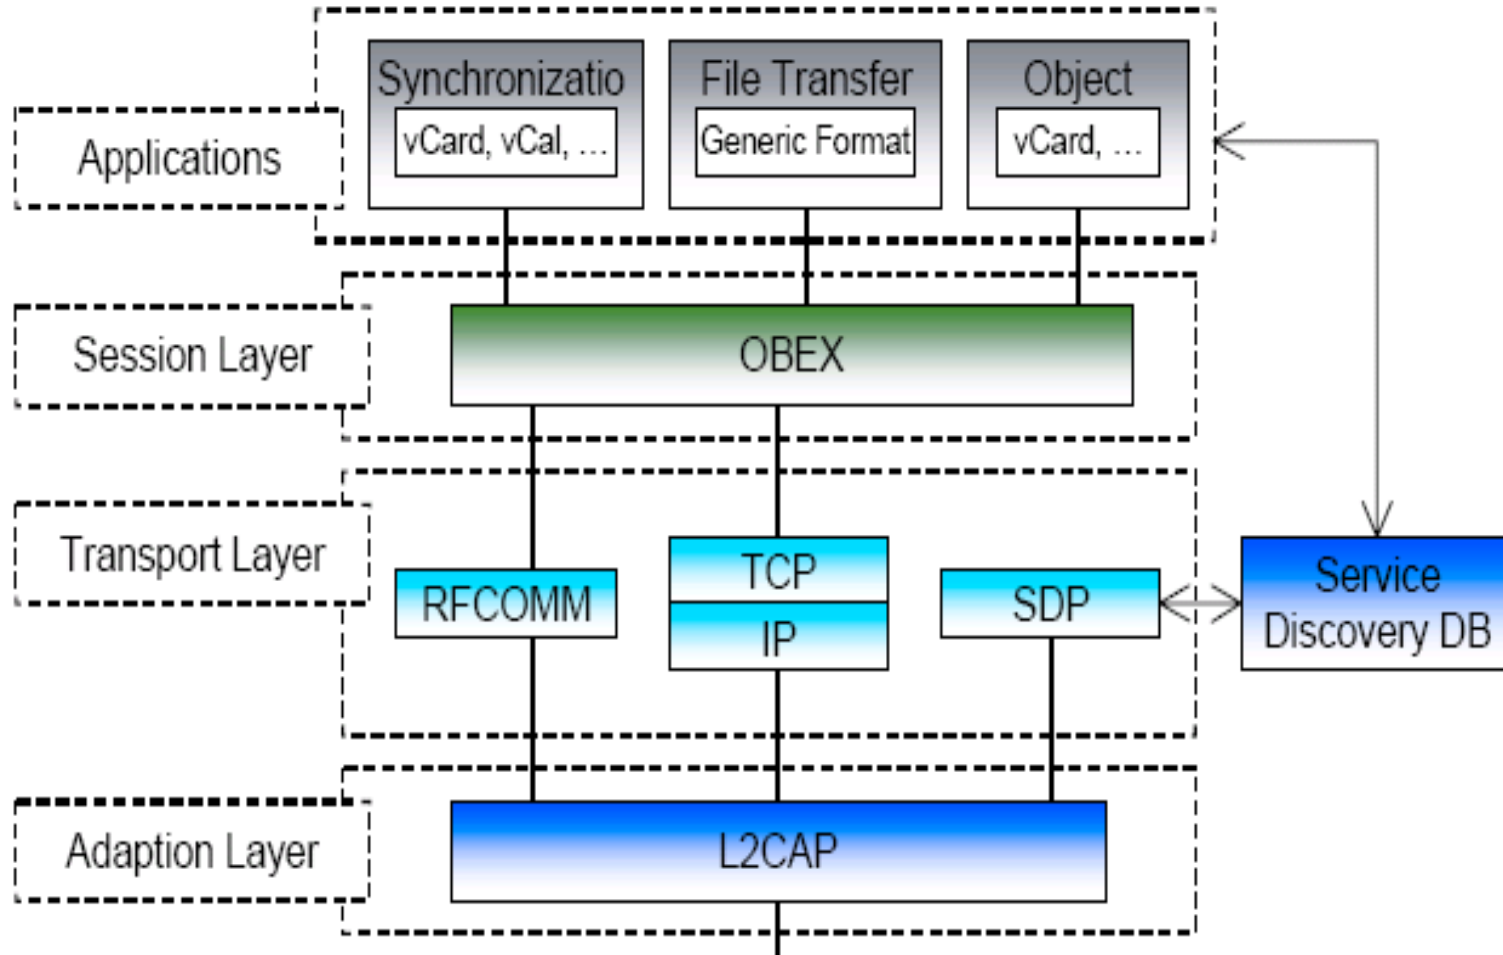 Synchronizatio
File Transfer
Object
vCard, vCal, ...
Generic Format
vCard, ...
Applications
Session Layer
OBEX
Transport Layer
RFCOMM
TCP
IP
SDP
Service
Discovery DB
Adaption Layer
L2CAP